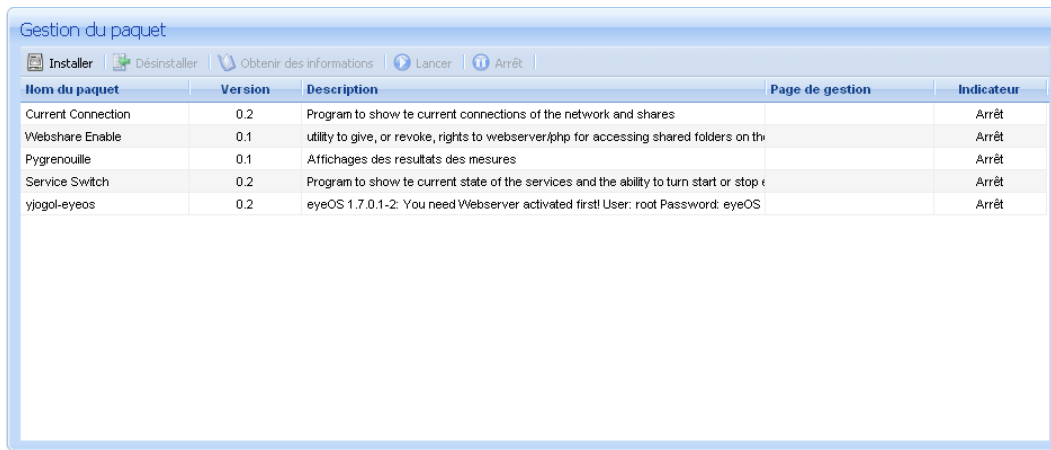 Gestion du paquet
Installer Désinstaller Obtenir des informations Lancer Arrêt
Nom du paquet Version Description Page de gestion Indicateur
Current Connection 0.2 Program to show te current connections of the network and shares Arrêt
Webshare Enable 0.1 utility to give, or revoke, rights to webserver/php for accessing shared folders on Arrêt
Pygrenouille 0.1 Affichages des resultats des mesures Arrêt
Service Switch 0.2 Program to show te current state of the services and the ability to turn start or stop Arrêt
yjogol-eyeos 0.2 eyeOS 1.7.0.1-2: You need Webserver activated first! User: root Password: eyeOS Arrêt